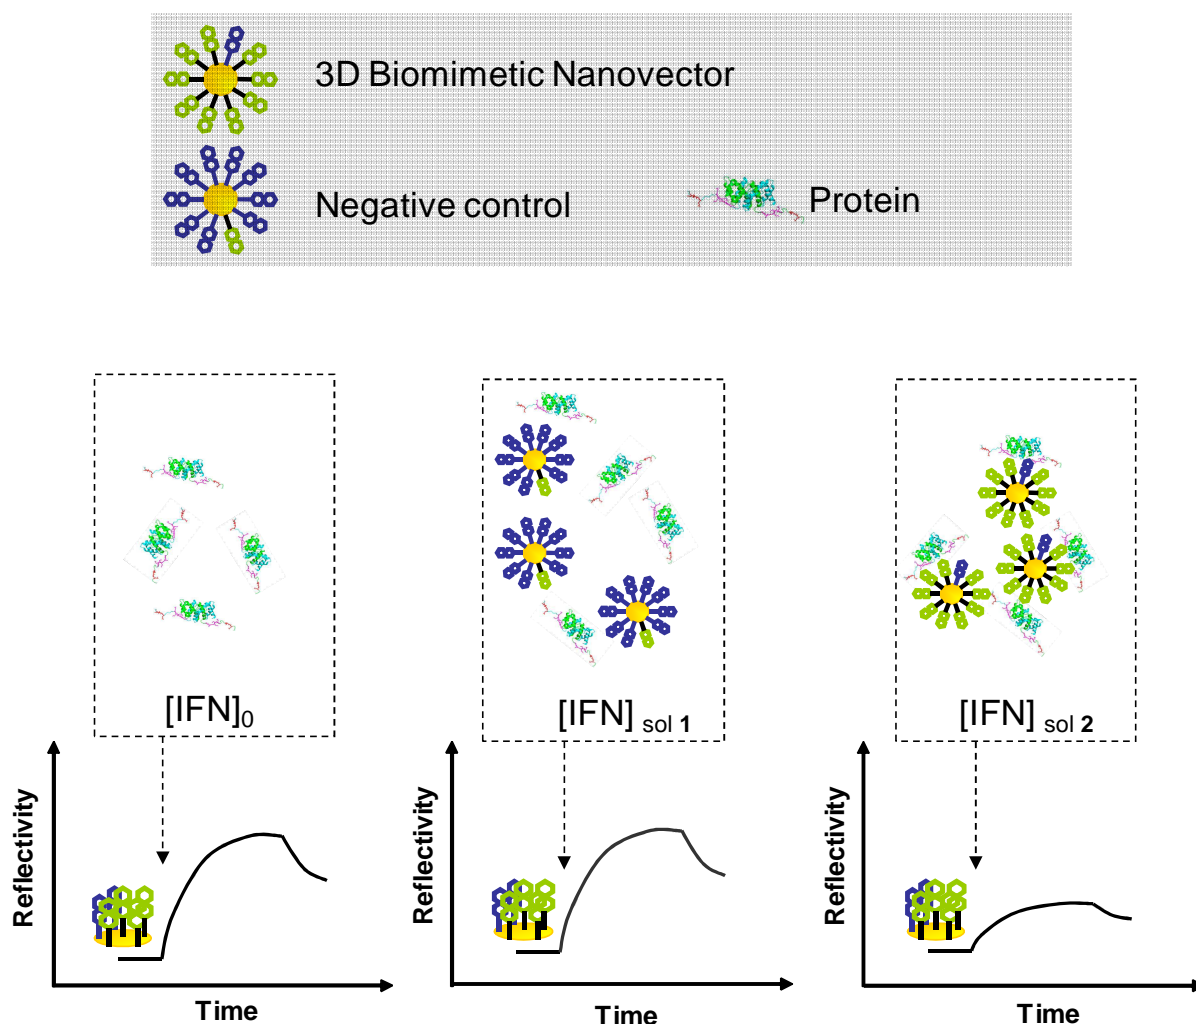 3D Biomimetic Nanovector
Negative control
Protein
[IFN]0
[IFN] sol 1
[IFN] sol 2
Reflectivity
Time
Reflectivity
Time
Reflectivity
Time